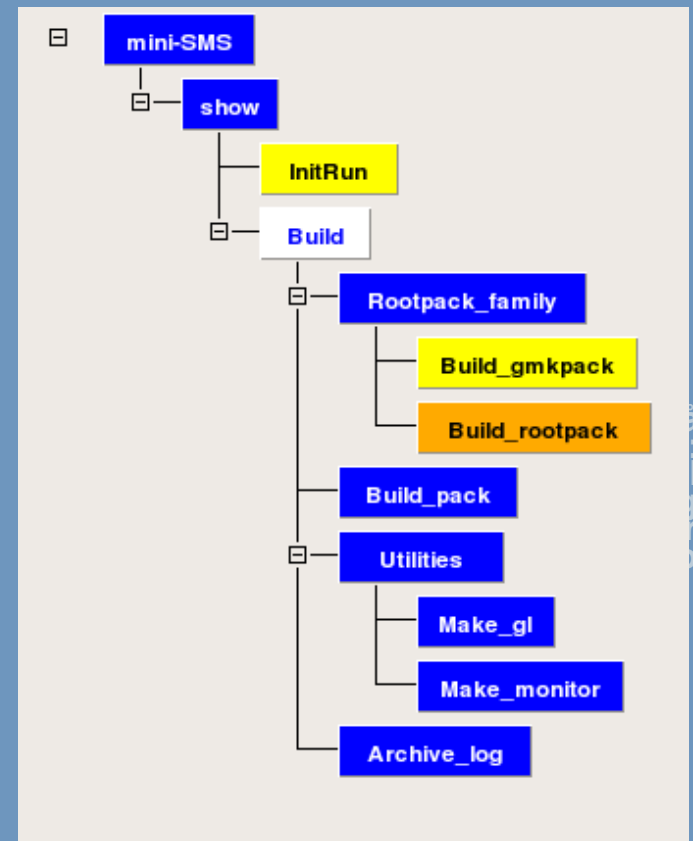 mini-SMS
show
InitRun
Build
Rootpack_family
Build_gmkpack
Build_rootpack
Build_pack
Utilities
Make_gl
Make_monitor
Archive_log